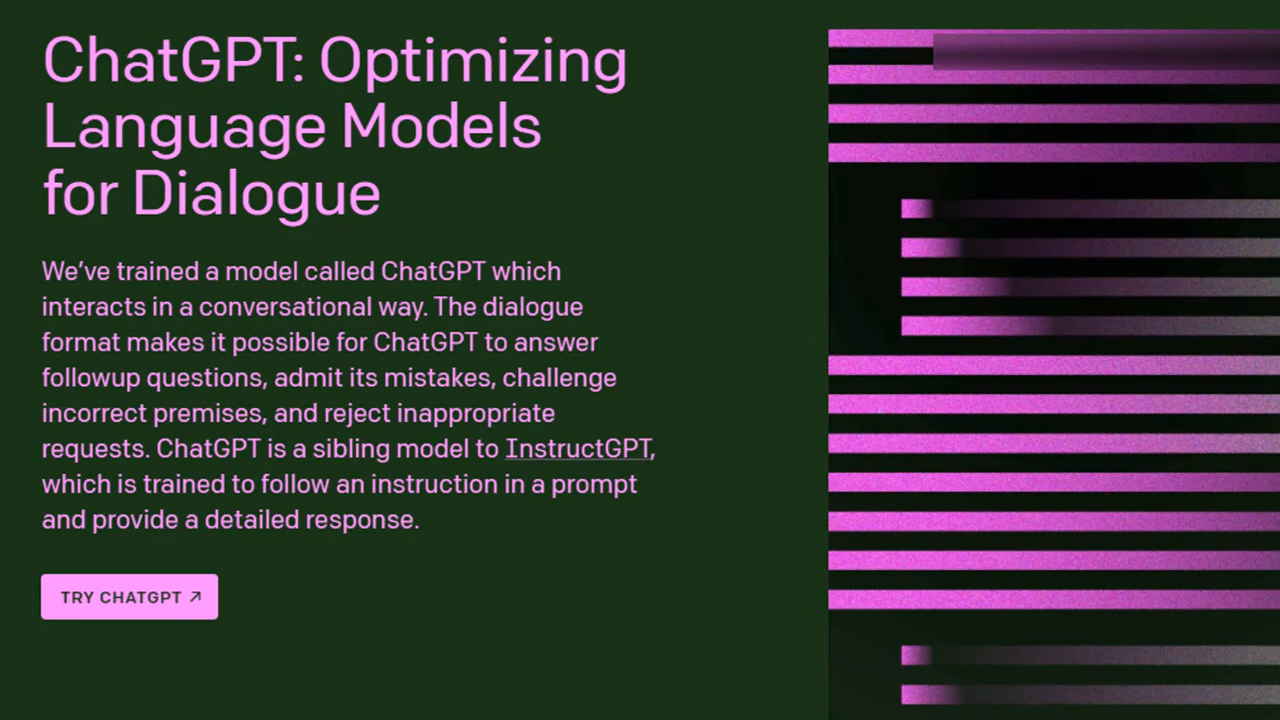 ChatGPT: Optimizing
Language Models
for Dialogue
We’ve trained a model called ChatGPT which
interacts in a conversational way. The dialogue
format makes it possible for ChatGPT to answer
followup questions, admit its mistakes, challenge
incorrect premises, and reject inappropriate
requests. ChatGPT is a sibling model to InstructGPT,
which is trained to follow an instruction in a prompt
and provide a detailed response.
TRY CHATGPT ↗